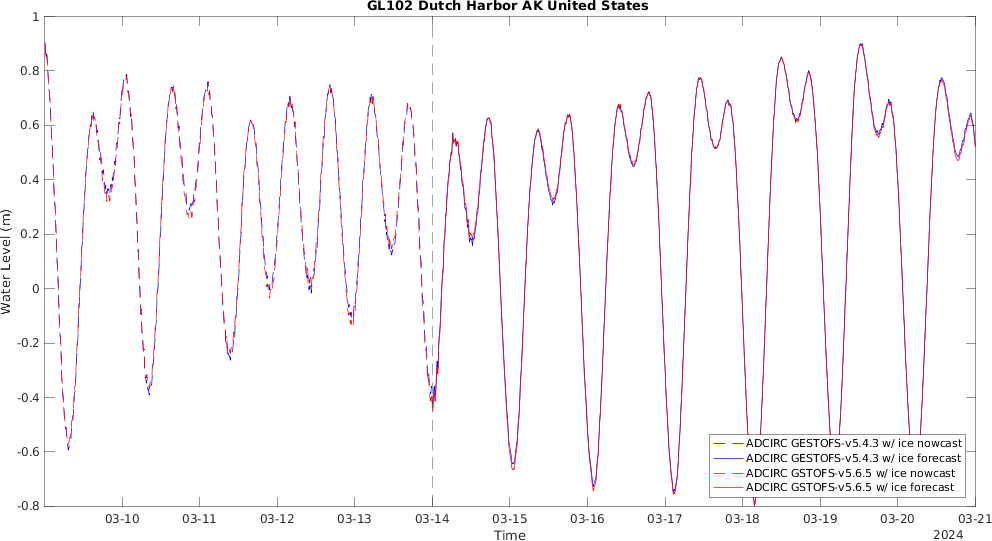 GL102 Dutch Harbor AK United States
1
0.8
0.6
0.4
0.2
0
-0.2
-0.4
-0.6
-0.8
Water Level (m)
ADCIRC GESTOFS-v5.4.3 w/ ice nowcast
ADCIRC GESTOFS-v5.4.3 w/ ice forecast
ADCIRC GSTOFS-v5.6.5 w/ ice nowcast
ADCIRC GSTOFS-v5.6.5 w/ ice forecast
03-10 03-11 03-12 03-13 03-14 03-15 03-16 03-17 03-18 03-19 03-20 03-21
Time
2024